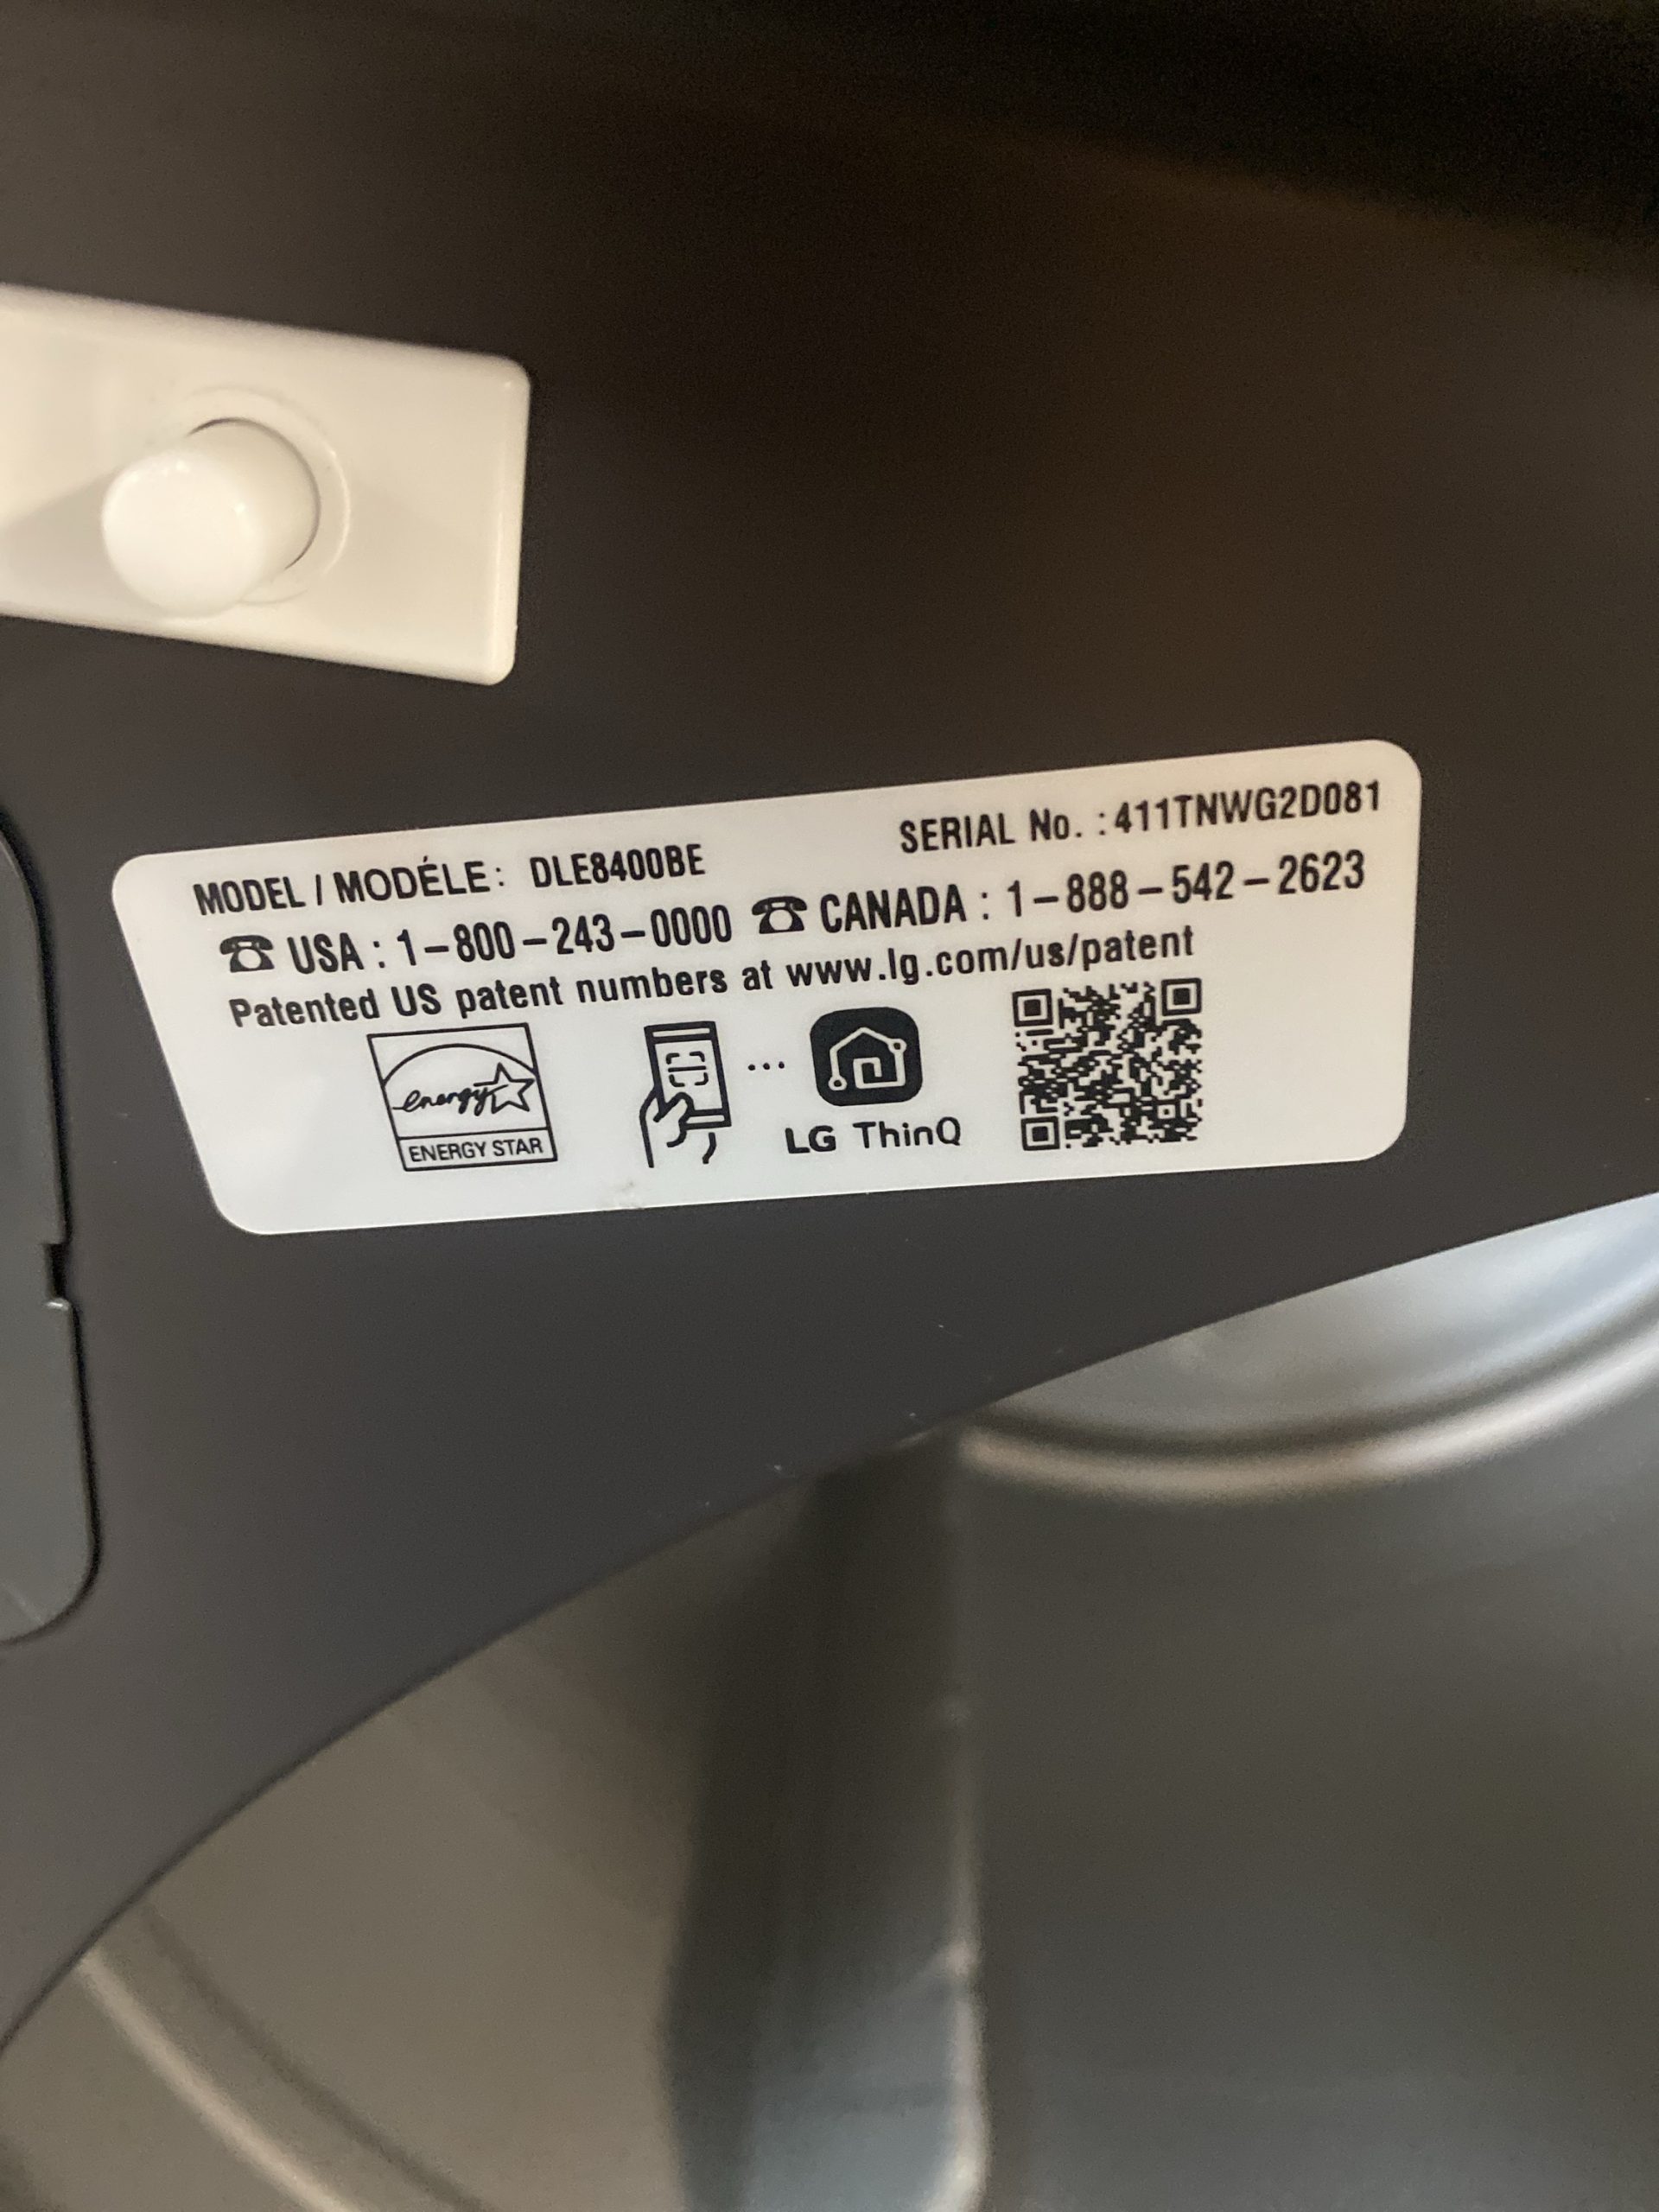 MODEL / MODÉLE: DLE8400BE SERIAL No. : 411TNWG2D081
☎ USA : 1-800-243-0000 ☎ CANADA : 1-888-542-2623
Patented US patent numbers at www.lg.com/us/patent
energy
ENERGY STAR
...
LG ThinQ